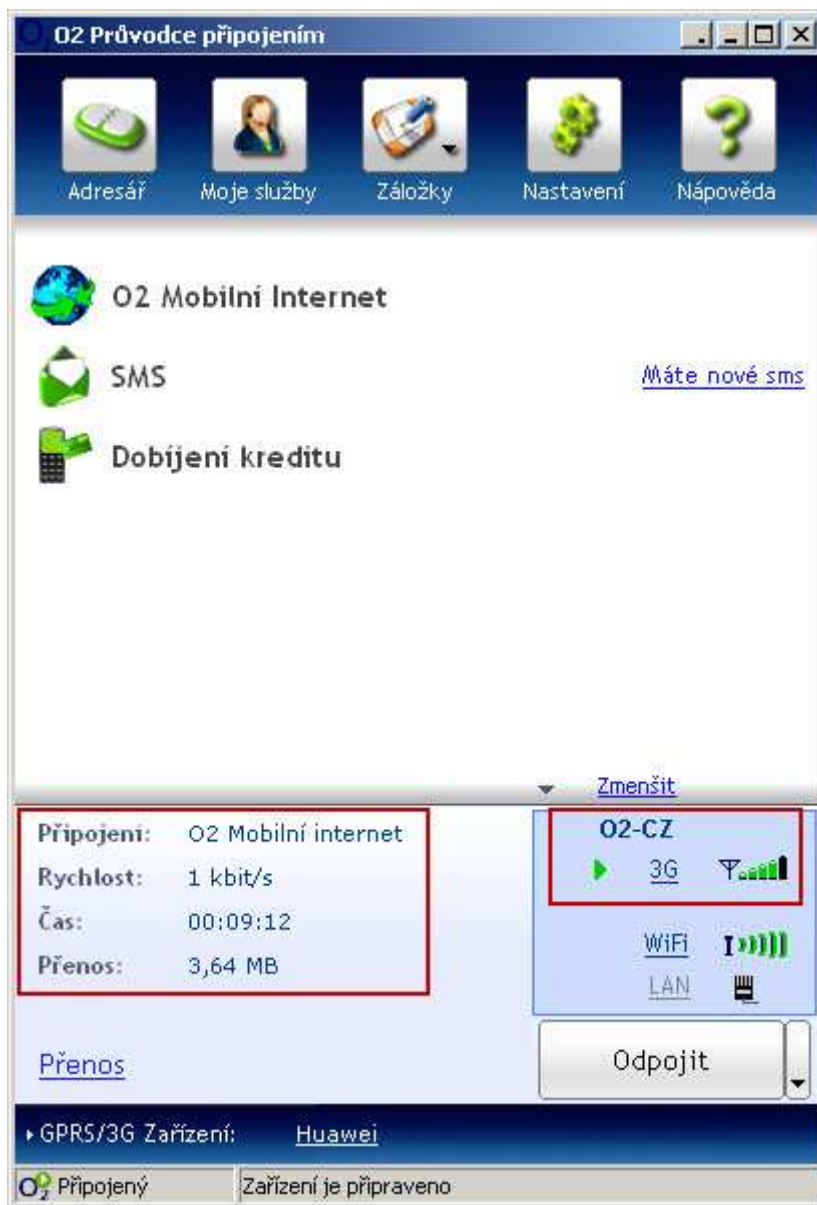 O2 Průvodce připojením
Adresář Moje služby Záložky Nastavení Nápověda
O2 Mobilní Internet
SMS Máte nové sms
Dobíjení kreditu
Zmenšit
Připojení: O2 Mobilní internet
Rychlost: 1 kbit/s
Čas: 00:09:12
Přenos: 3,64 MB
O2-CZ
3G
WiFi
LAN
Přenos
Odpojit
GPRS/3G Zařízení: Huawei
O2 Připojený Zařízení je připraveno